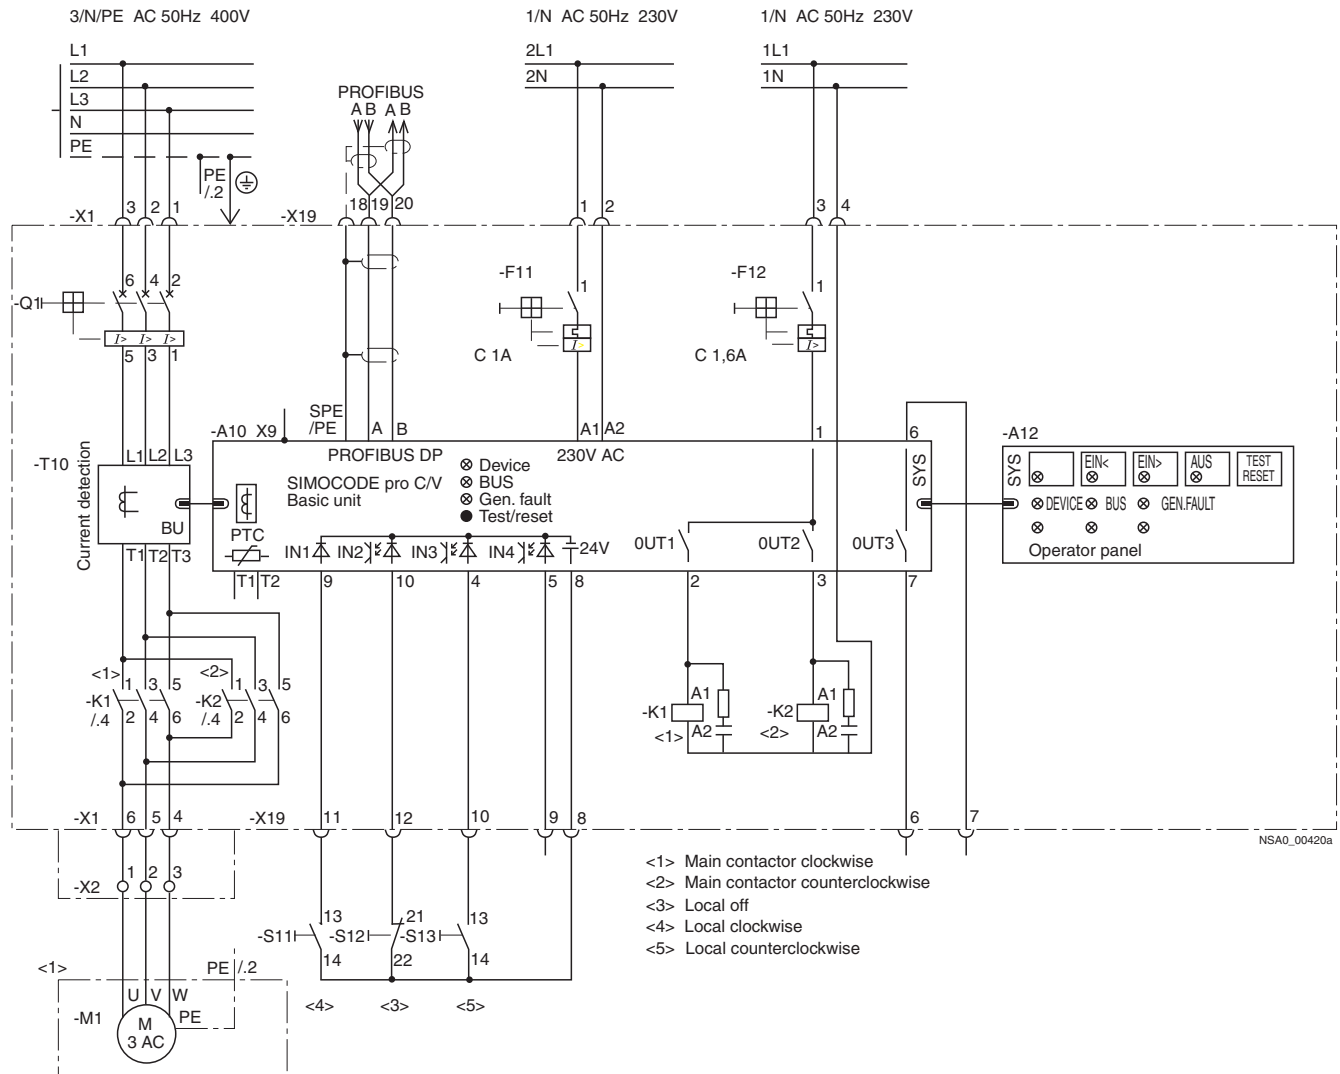 3/N/PE AC 50Hz 400V
1/N AC 50Hz 230V
1/N AC 50Hz 230V
L1
L2
L3
N
PE
2L1
2N
1L1
1N
PROFIBUS
A B A B
PE
/.2
-X1 3 2 1
-X19 18 19 20
1 2
3 4
-Q1
6 4 2
I> I> I>
5 3 1
-F11
1
I>
C 1A
-F12
1
I>
C 1,6A
Current detection
-T10
L1 L2 L3
BU
T1 T2 T3
-A10 X9
SPE
/PE
A B
A1 A2
1
6
PROFIBUS DP
230V AC
SIMOCODE pro C/V
Basic unit
Device
BUS
Gen. fault
Test/reset
SYS
PTC
T1 T2
IN1 IN2 IN3 IN4 24V
0UT1 0UT2 0UT3
9 10 4 5 8 2 3 7
-A12
SYS
EIN< EIN> AUS TEST
RESET
DEVICE BUS GEN.FAULT
Operator panel
<1> <2>
1 3 5 1 3 5
-K1 -K2
/.4 2 4 6 /.4 2 4 6
-K1 A1
<1> A2
-K2 A1
<2> A2
-X1 6 5 4
-X19 11 12 10 9 8 6 7
NSA0_00420a
-X2 1 2 3
<1> Main contactor clockwise
<2> Main contactor counterclockwise
<3> Local off
<4> Local clockwise
<5> Local counterclockwise
-S11 13 14
-S12 21 22
-S13 13 14
<4> <3> <5>
<1>
PE /.2
U V W
-M1
PE
M
3 AC